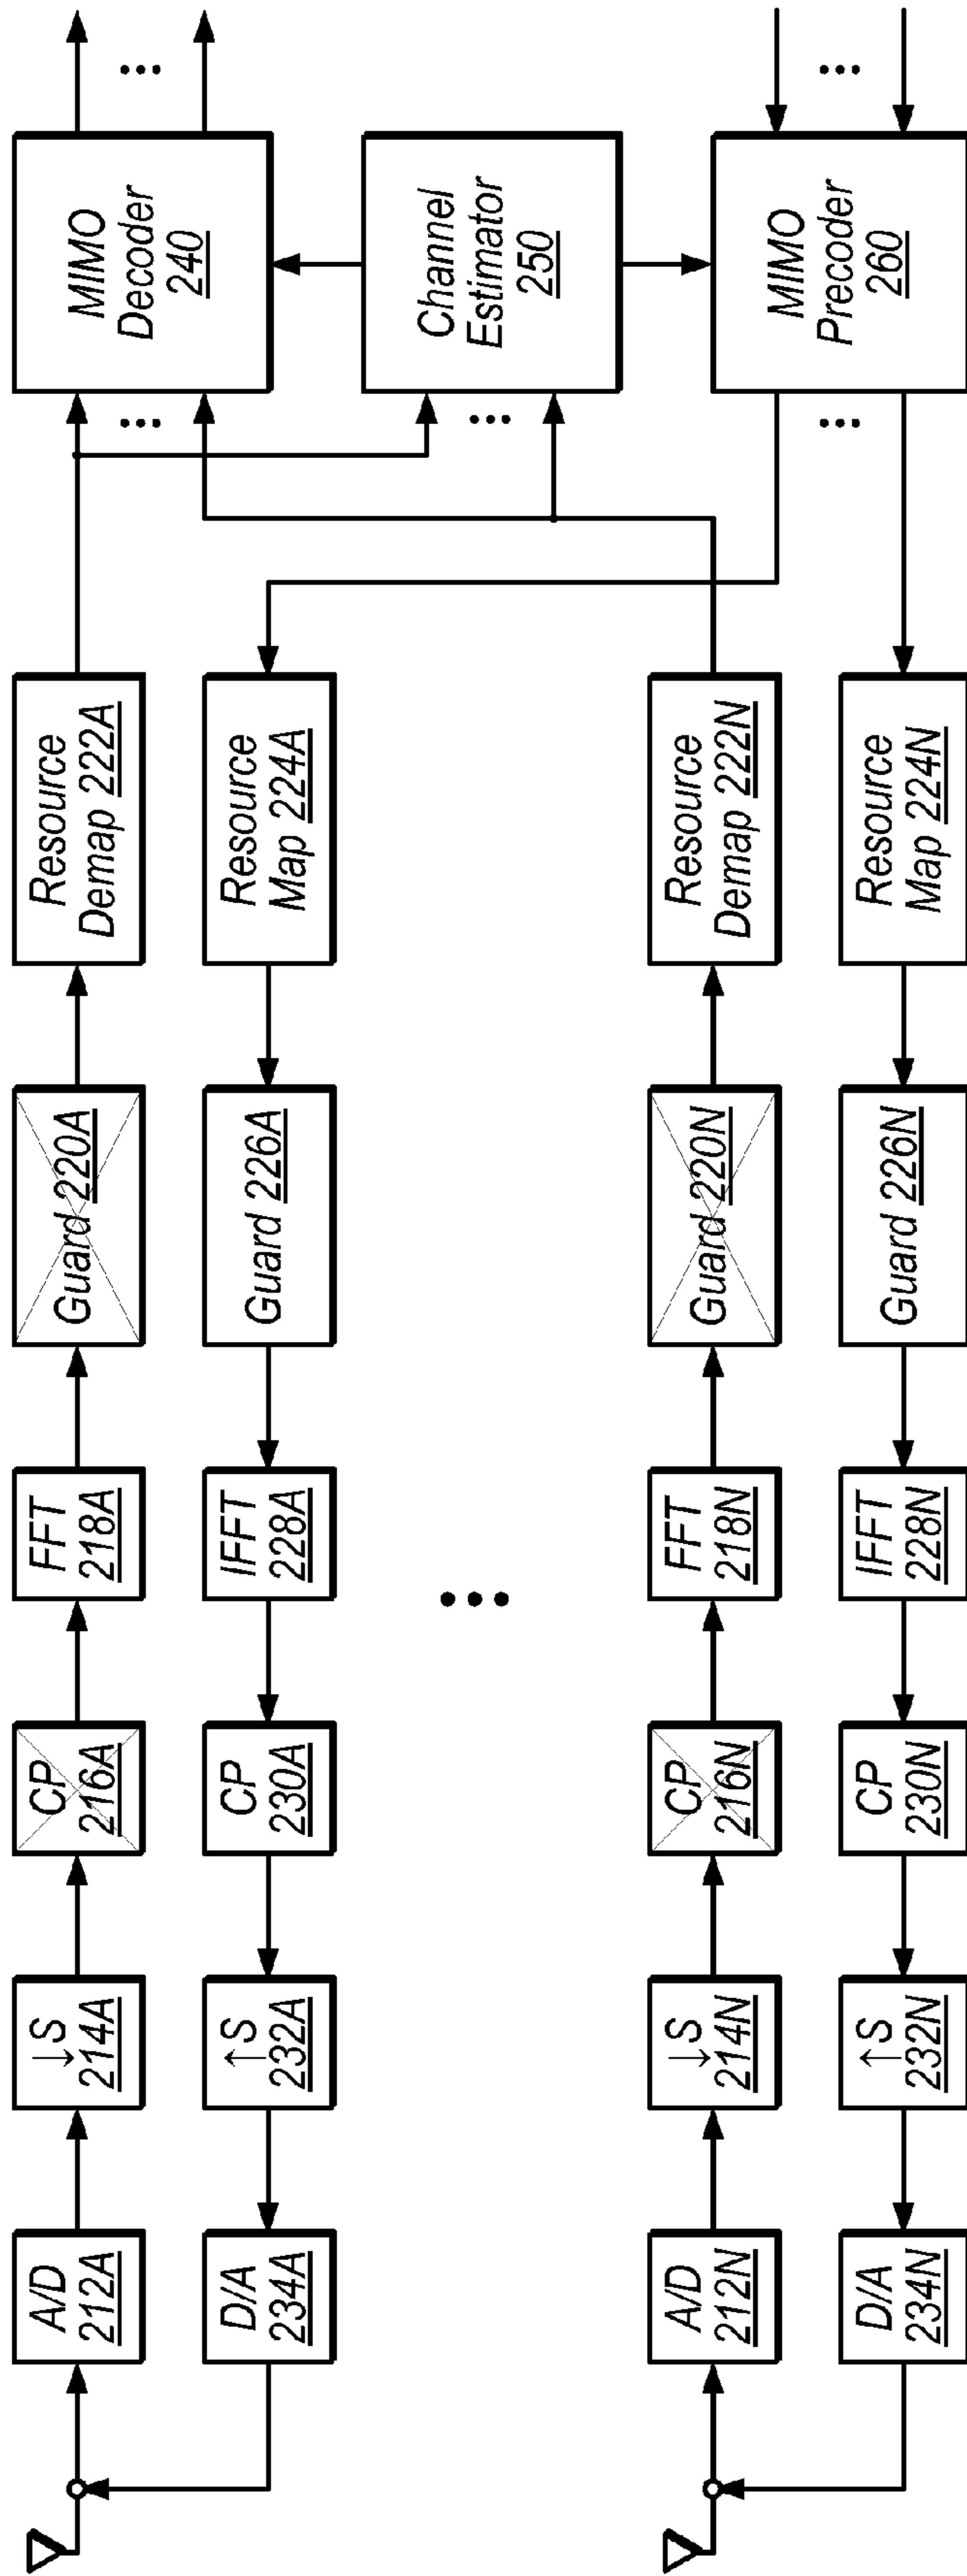 A/D
212A
↓S
214A
CP
216A
FFT
218A
Guard 220A
Resource
Demap 222A
MIMO
Decoder
240
D/A
234A
↑S
232A
CP
230A
IFFT
228A
Guard 226A
Resource
Map 224A
Channel
Estimator
250
A/D
212N
↓S
214N
CP
216N
FFT
218N
Guard 220N
Resource
Demap 222N
MIMO
Precoder
260
D/A
234N
↑S
232N
CP
230N
IFFT
228N
Guard 226N
Resource
Map 224N